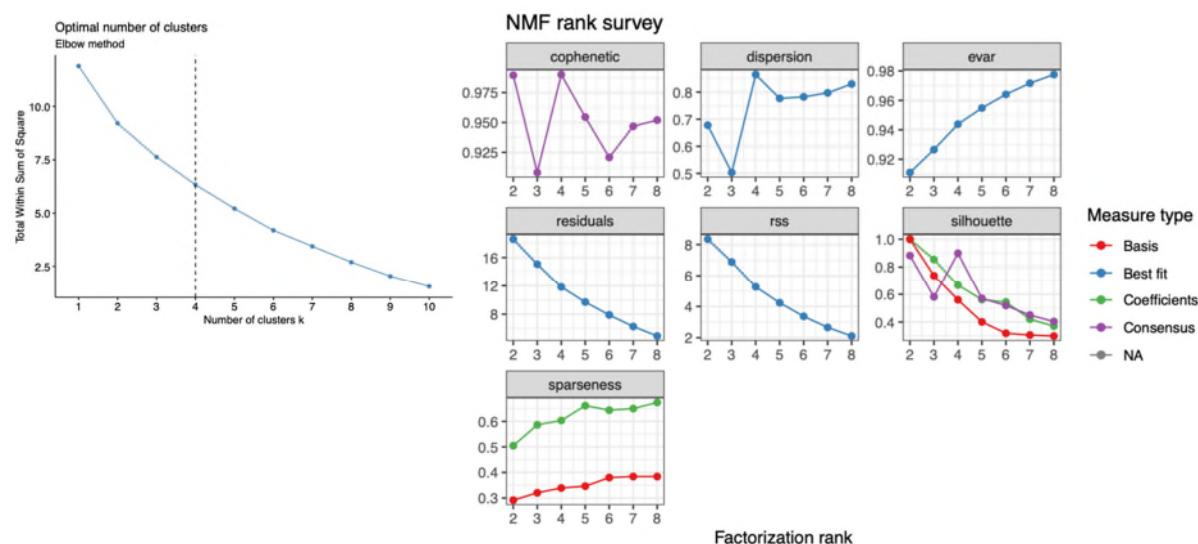 Optimal number of clusters
Elbow method
10.0
7.5
5.0
2.5
Total Within Sum of Square
1 2 3 4 5 6 7 8 9 10
Number of clusters k
NMF rank survey
cophenetic
0.975
0.950
0.925
2 3 4 5 6 7 8
dispersion
0.8
0.7
0.6
0.5
2 3 4 5 6 7 8
evar
0.98
0.96
0.94
0.92
2 3 4 5 6 7 8
residuals
16
12
8
2 3 4 5 6 7 8
rss
8
6
4
2
2 3 4 5 6 7 8
silhouette
1.0
0.8
0.6
0.4
2 3 4 5 6 7 8
sparseness
0.6
0.5
0.4
0.3
2 3 4 5 6 7 8
Factorization rank
Measure type
Basis
Best fit
Coefficients
Consensus
NA